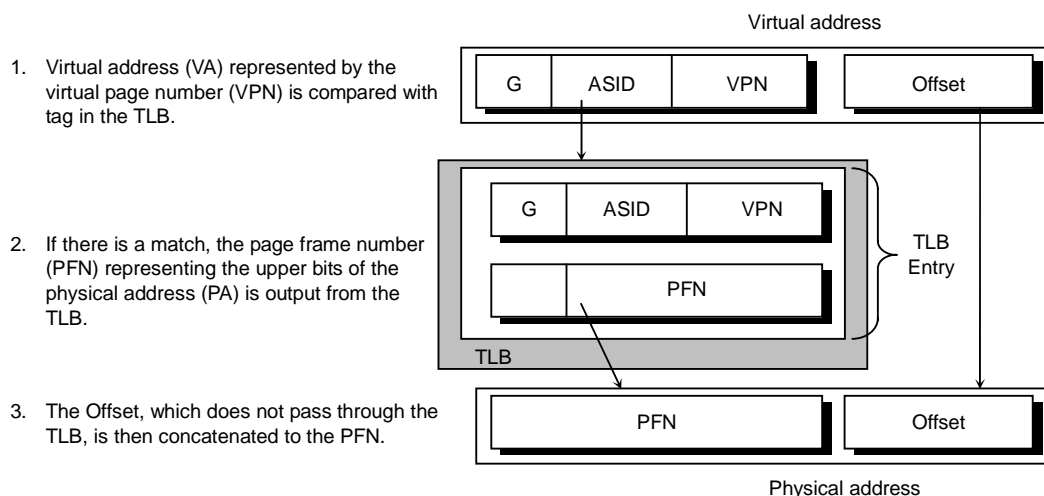 Virtual address
1. Virtual address (VA) represented by the
virtual page number (VPN) is compared with
tag in the TLB.
G ASID VPN Offset
G ASID VPN
TLB
Entry
2. If there is a match, the page frame number
(PFN) representing the upper bits of the
physical address (PA) is output from the
TLB.
PFN
TLB
3. The Offset, which does not pass through the
TLB, is then concatenated to the PFN.
PFN Offset
Physical address